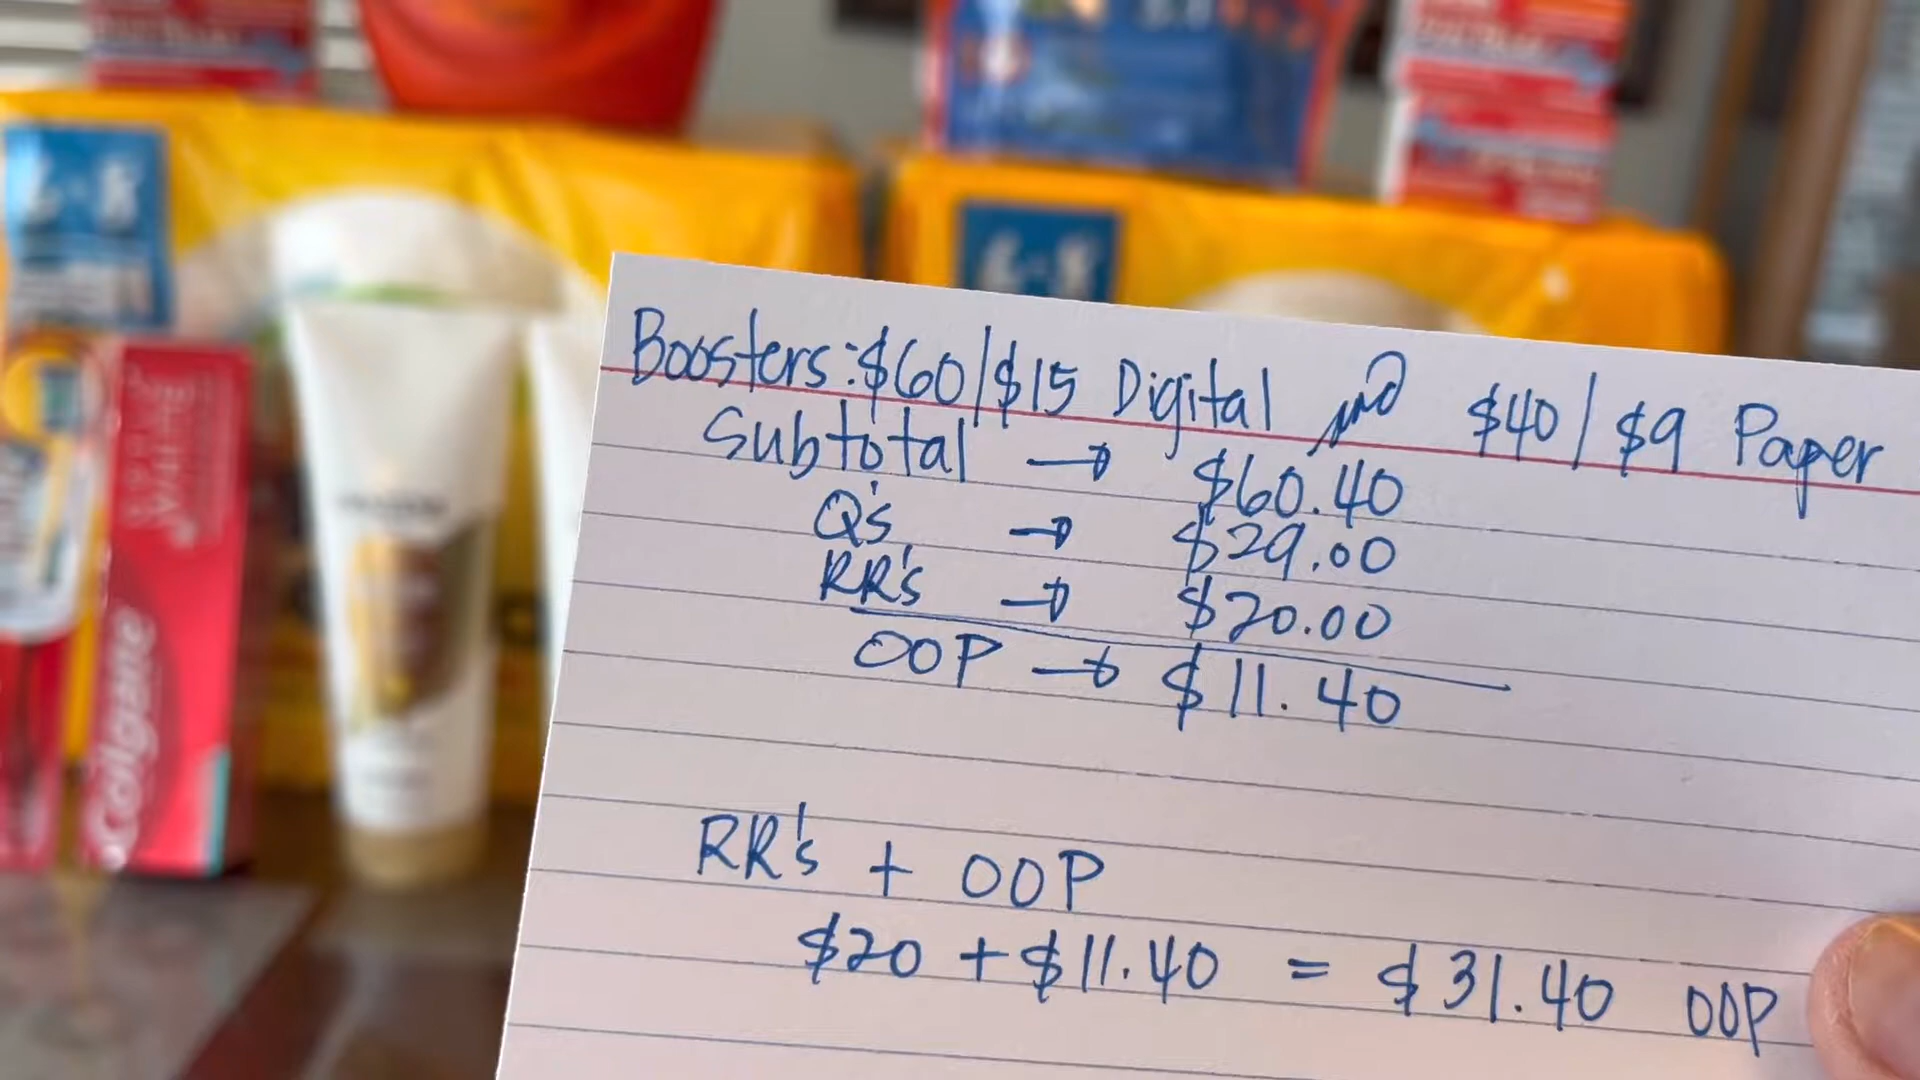 Boosters: $60/$15 Digital and $40/$9 Paper
Subtotal → $60.40
Q's → $29.00
RR's → $20.00
OOP → $11.40
RR's + OOP
$20 + $11.40 = $31.40 OOP
Colgate